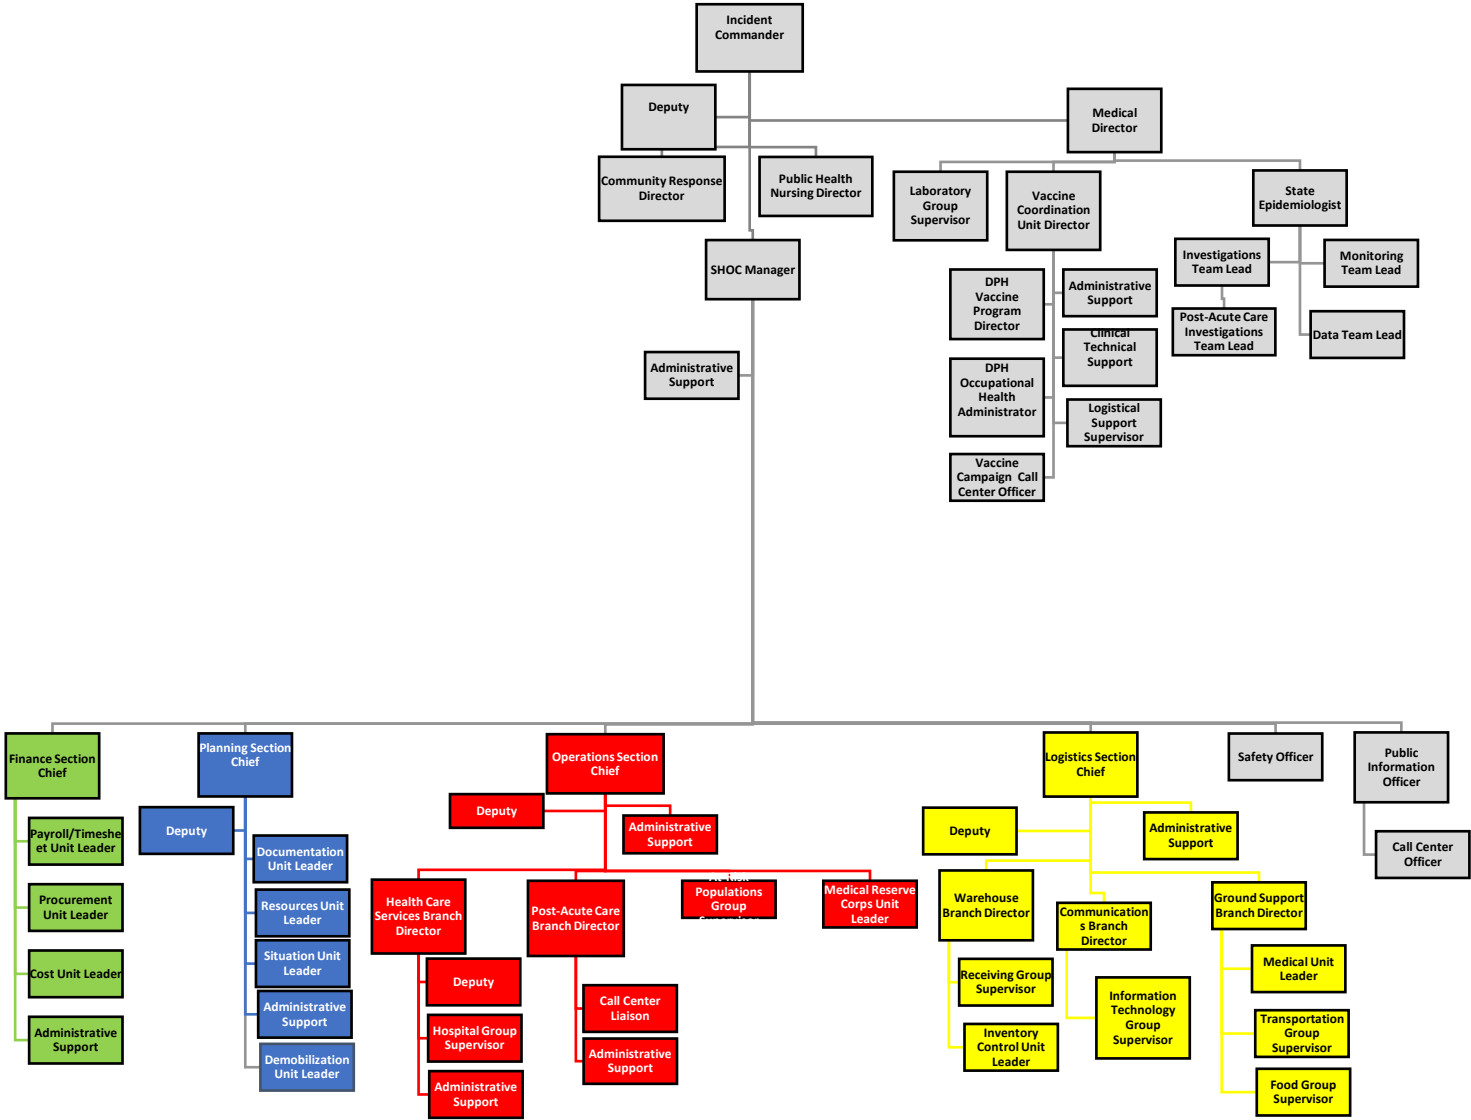 Incident
Commander
Deputy
Medical
Director
Community Response
Director
Public Health
Nursing Director
Laboratory
Group
Supervisor
Vaccine
Coordination
Unit Director
State
Epidemiologist
SHOC Manager
Investigations
Team Lead
Monitoring
Team Lead
DPH
Vaccine
Program
Director
Administrative
Support
Post-Acute Care
Investigations
Team Lead
Data Team Lead
Clinical
Technical
Support
Administrative
Support
DPH
Occupational
Health
Administrator
Logistical
Support
Supervisor
Vaccine
Campaign Call
Center Officer
Finance Section
Chief
Planning Section
Chief
Operations Section
Chief
Logistics Section
Chief
Safety Officer
Public
Information
Officer
Payroll/Timeshe
et Unit Leader
Deputy
Documentation
Unit Leader
Deputy
Administrative
Support
Deputy
Administrative
Support
Call Center
Officer
Procurement
Unit Leader
Resources Unit
Leader
Health Care
Services Branch
Director
Post-Acute Care
Branch Director
At-Risk
Populations
Group
Supervisor
Medical Reserve
Corps Unit
Leader
Warehouse
Branch Director
Communication
s Branch
Director
Ground Support
Branch Director
Cost Unit Leader
Situation Unit
Leader
Deputy
Call Center
Liaison
Receiving Group
Supervisor
Information
Technology
Group
Supervisor
Medical Unit
Leader
Administrative
Support
Administrative
Support
Hospital Group
Supervisor
Administrative
Support
Inventory
Control Unit
Leader
Transportation
Group
Supervisor
Demobilization
Unit Leader
Administrative
Support
Food Group
Supervisor